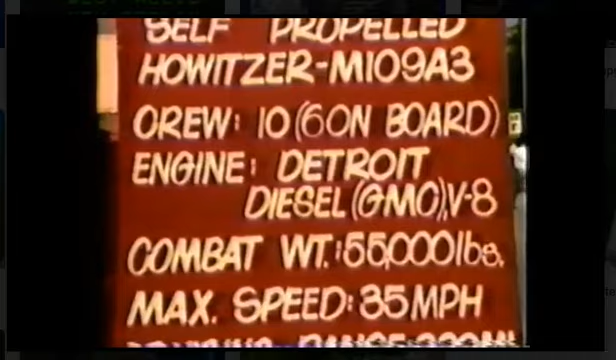 SELF PROPELLED
HOWITZER-M109A3
CREW: 10 (6 ON BOARD)
ENGINE: DETROIT
DIESEL (GMC), V-8
COMBAT WT.: 55,000 lbs.
MAX. SPEED: 35 MPH